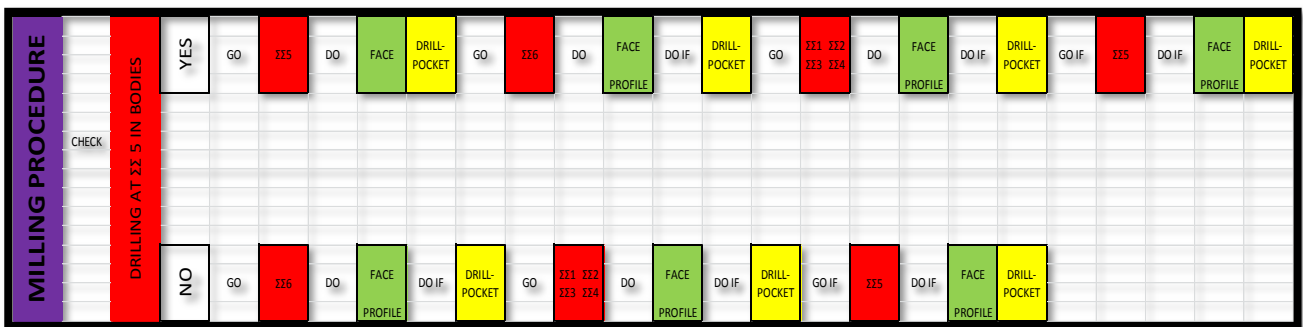 MILLING PROCEDURE
CHECK
DRILLING AT ΣΣ 5 IN BODIES
YES
GO
ΣΣ5
DO
FACE
DRILL-
POCKET
GO
ΣΣ6
DO
FACE
PROFILE
DO IF
DRILL-
POCKET
GO
ΣΣ1 ΣΣ2
ΣΣ3 ΣΣ4
DO
FACE
PROFILE
DO IF
DRILL-
POCKET
GO IF
ΣΣ5
DO IF
FACE
PROFILE
DRILL-
POCKET
NO
GO
ΣΣ6
DO
FACE
PROFILE
DO IF
DRILL-
POCKET
GO
ΣΣ1 ΣΣ2
ΣΣ3 ΣΣ4
DO
FACE
PROFILE
DO IF
DRILL-
POCKET
GO IF
ΣΣ5
DO IF
FACE
PROFILE
DRILL-
POCKET